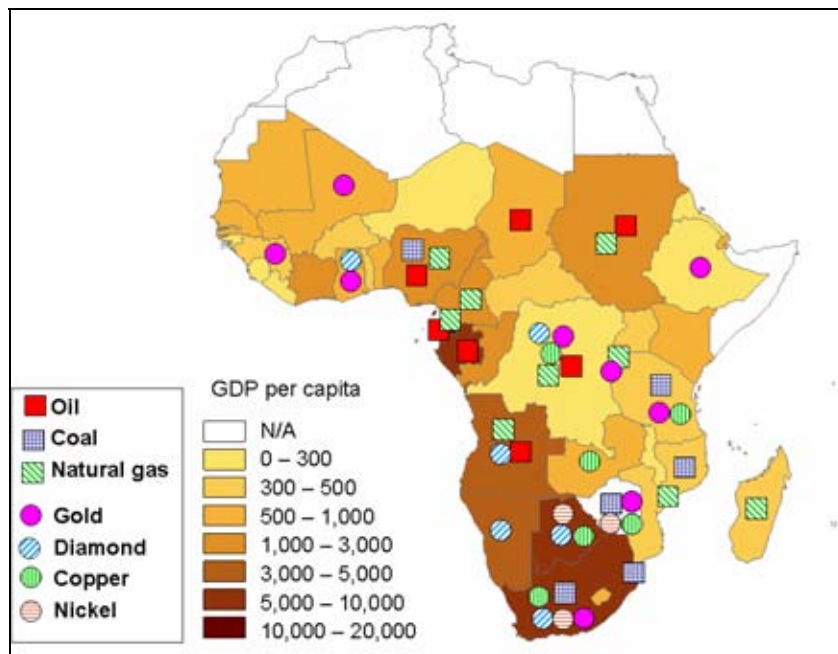 Oil
Coal
Natural gas
Gold
Diamond
Copper
Nickel
GDP per capita
N/A
0 – 300
300 – 500
500 – 1,000
1,000 – 3,000
3,000 – 5,000
5,000 – 10,000
10,000 – 20,000